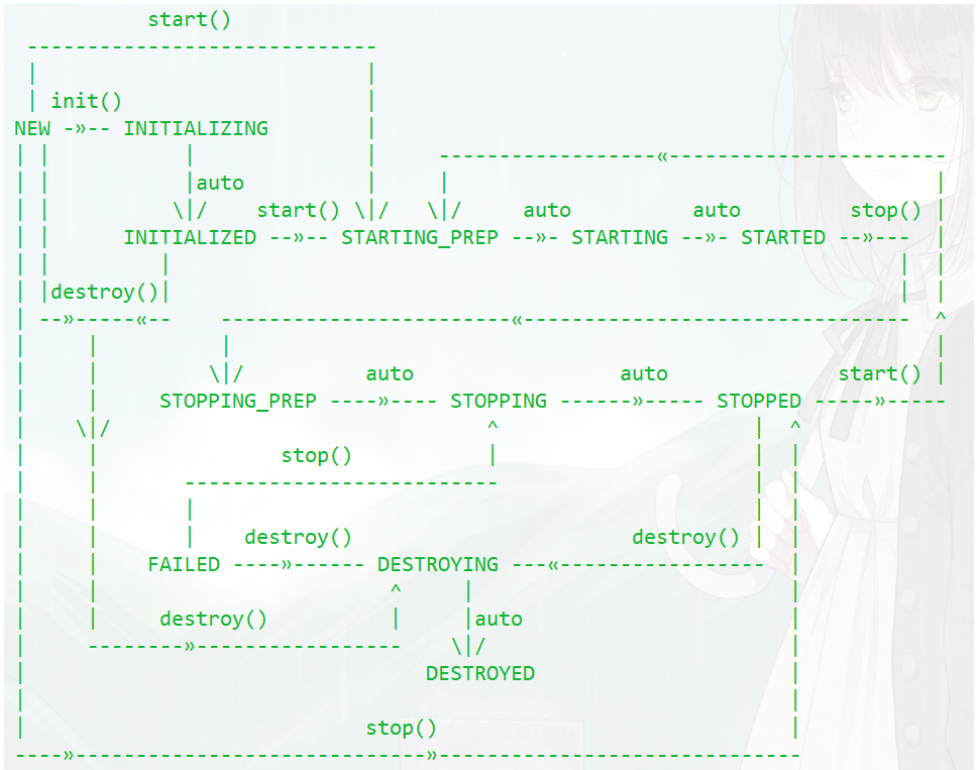 start()
-----------------------------
|                           |
| init()                    |
NEW -»-- INITIALIZING        |
| |           |              |     ------------------«-----------------------
| |           |auto          |     |                                        |
| |          \|/    start() \|/   \|/     auto          auto       stop()  |
| |      INITIALIZED --»-- STARTING_PREP --»- STARTING --»- STARTED --»---  |
| |         |                                                            |  |
| |destroy()|                                                            |  |
| --»-----«--    ------------------------«--------------------------------  ^
|     |          |                                                          |
|     |         \|/          auto                 auto              start() |
|     |     STOPPING_PREP ----»---- STOPPING ------»----- STOPPED -----»-----
|    \|/                               ^                     |  ^
|     |               stop()           |                     |  |
|     |       --------------------------                     |  |
|     |       |                                              |  |
|     |       |    destroy()                       destroy() |  |
|     |    FAILED ----»------ DESTROYING ---«-----------------  |
|     |                        ^     |                          |
|     |     destroy()          |     |auto                      |
|     --------»-----------------    \|/                         |
|                                 DESTROYED                     |
|                                                               |
|                            stop()                             |
----»-----------------------------»------------------------------